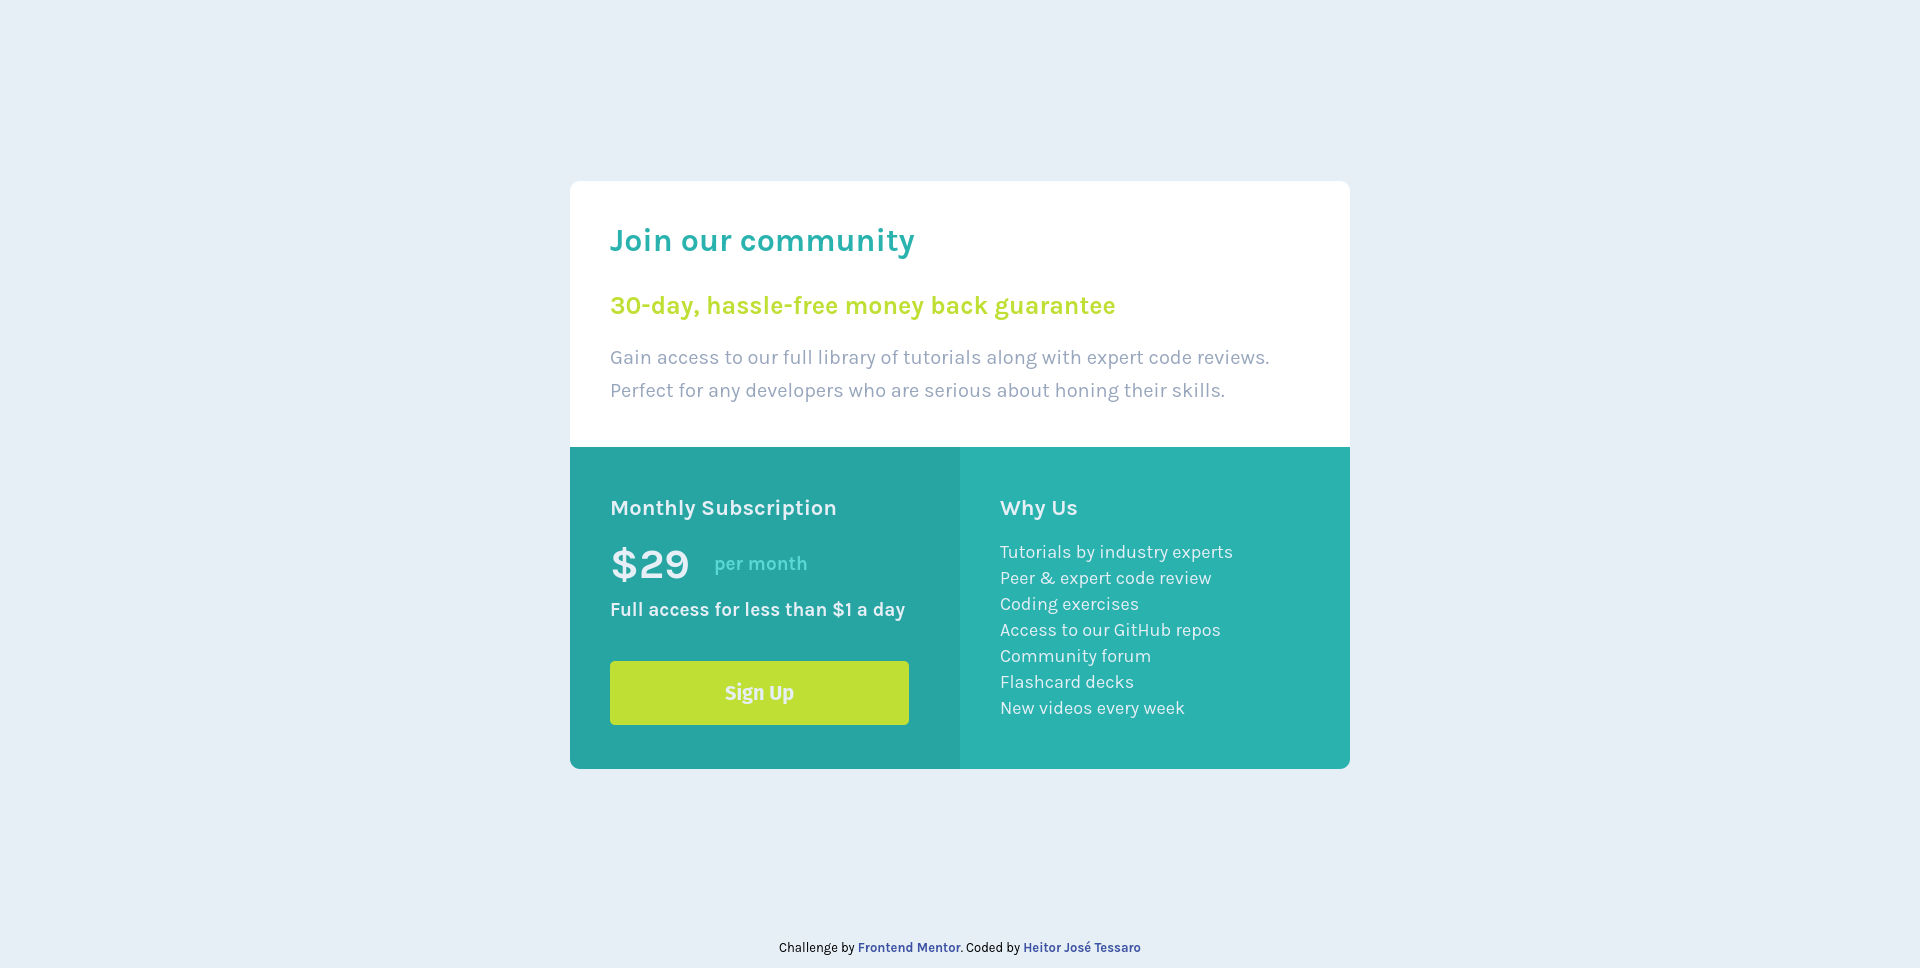 Join our community
30-day, hassle-free money back guarantee
Gain access to our full library of tutorials along with expert code reviews.
Perfect for any developers who are serious about honing their skills.
Monthly Subscription
$29 per month
Full access for less than $1 a day
Sign Up
Why Us
Tutorials by industry experts
Peer & expert code review
Coding exercises
Access to our GitHub repos
Community forum
Flashcard decks
New videos every week
Challenge by Frontend Mentor. Coded by Heitor José Tessaro